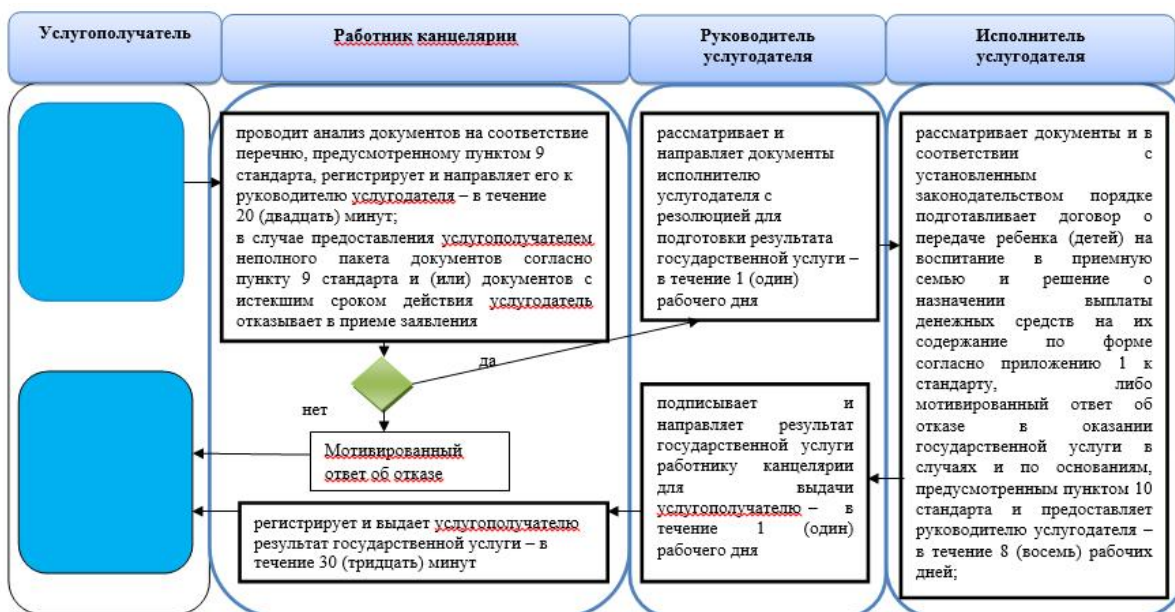 Услугополучатель
Работник канцелярии
Руководитель
услугодателя
Исполнитель
услугодателя
проводит анализ документов на соответствие
перечню, предусмотренному пунктом 9
стандарта, регистрирует и направляет его к
руководителю услугодателя – в течение
20 (двадцать) минут;
в случае предоставления услугополучателем
неполного пакета документов согласно
пункту 9 стандарта и (или) документов с
истекшим сроком действия услугодатель
отказывает в приеме заявления
да
нет
Мотивированный
ответ об отказе
регистрирует и выдает услугополучателю
результат государственной услуги – в
течение 30 (тридцать) минут
рассматривает и
направляет документы
исполнителю
услугодателя с
резолюцией для
подготовки результата
государственной услуги –
в течение 1 (один)
рабочего дня
подписывает и
направляет результат
государственной услуги
работнику канцелярии
для выдачи
услугополучателю – в
течение 1 (один)
рабочего дня
рассматривает документы и в
соответствии с
установленным
законодательством порядке
подготавливает договор о
передаче ребенка (детей) на
воспитание в приемную
семью и решение о
назначении выплаты
денежных средств на их
содержание по форме
согласно приложению 1 к
стандарту, либо
мотивированный ответ об
отказе в оказании
государственной услуги в
случаях и по основаниям,
предусмотренным пунктом 10
стандарта и предоставляет
руководителю услугодателя –
в течение 8 (восемь) рабочих
дней;